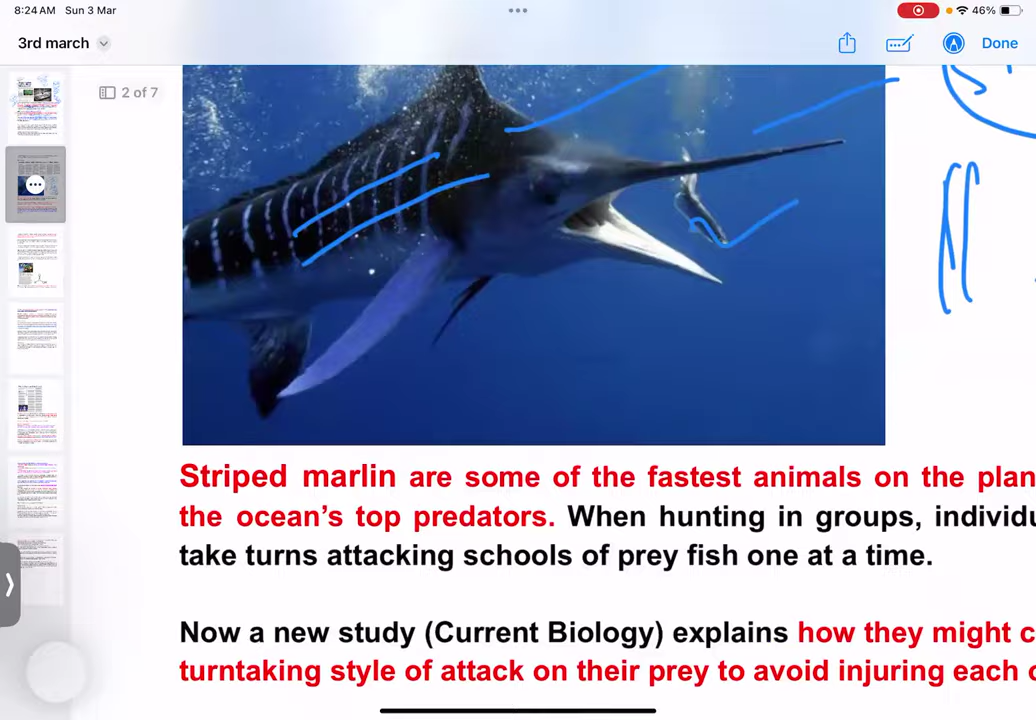 8:24 AM Sun 3 Mar
46%
3rd march
Done
2 of 7
Striped marlin are some of the fastest animals on the plan
the ocean's top predators. When hunting in groups, individu
take turns attacking schools of prey fish one at a time.
Now a new study (Current Biology) explains how they might c
turntaking style of attack on their prey to avoid injuring each o